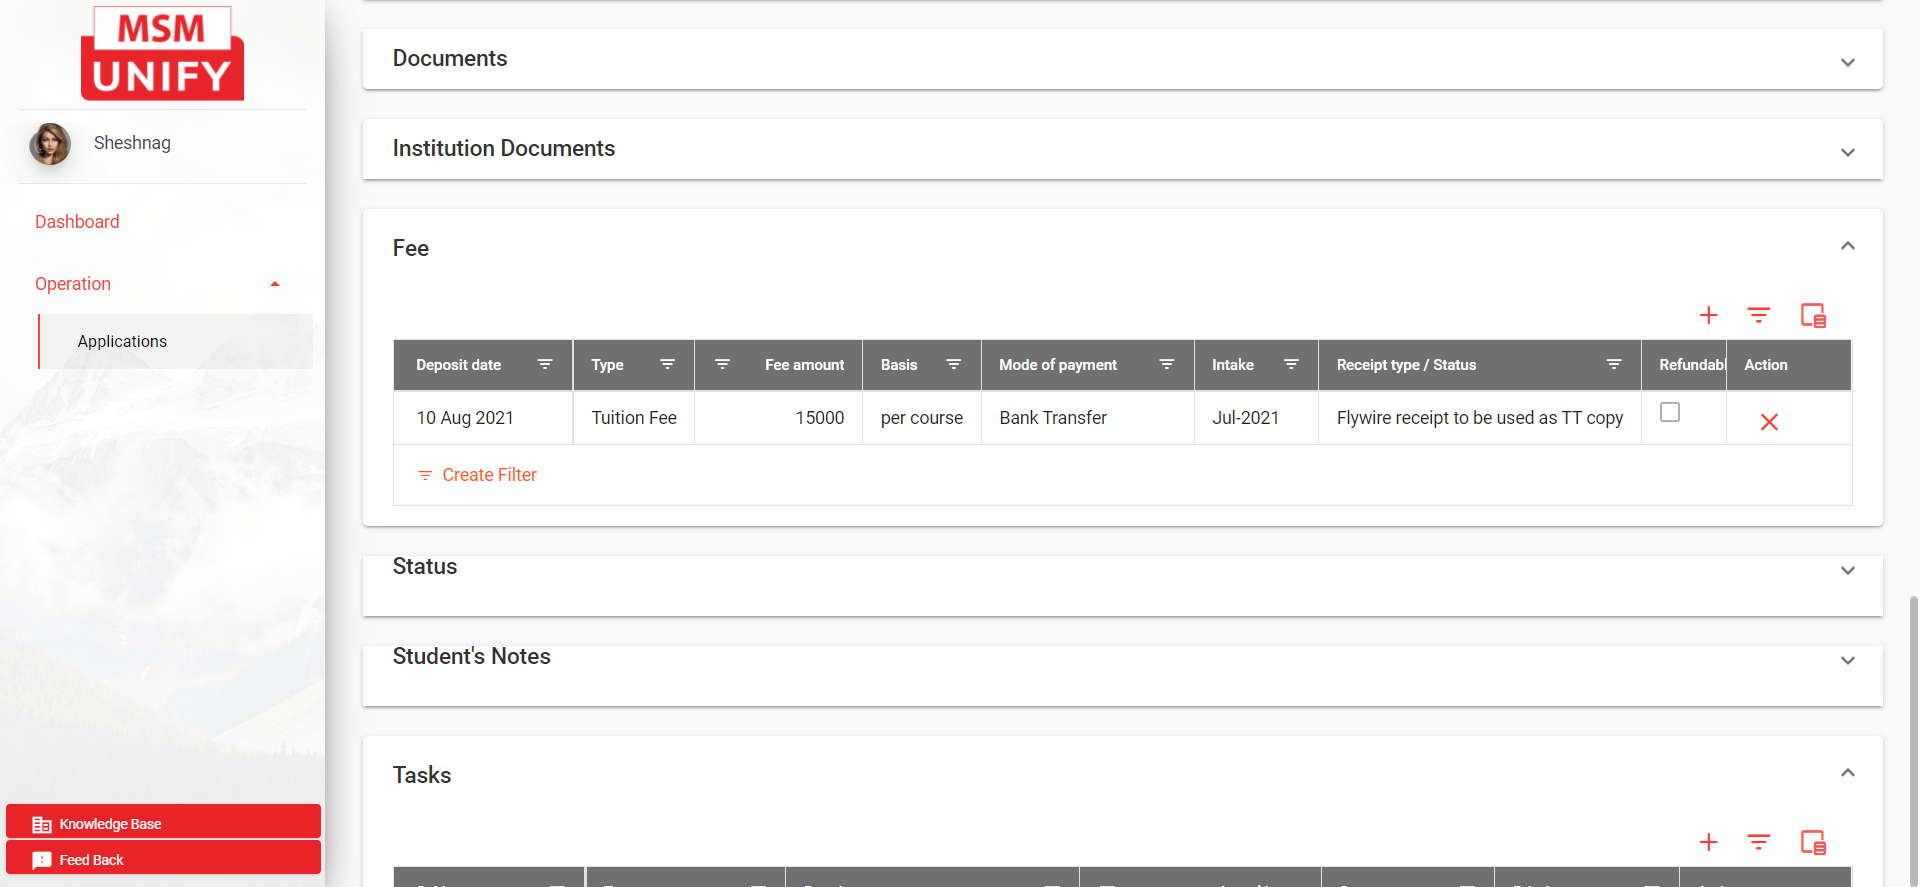 MSM
UNIFY
Sheshnag
Dashboard
Operation
Applications
Knowledge Base
Feed Back
Documents
Institution Documents
Fee
Deposit date Type Fee amount Basis Mode of payment Intake Receipt type / Status Refundabl Action
10 Aug 2021 Tuition Fee 15000 per course Bank Transfer Jul-2021 Flywire receipt to be used as TT copy
Create Filter
Status
Student's Notes
Tasks